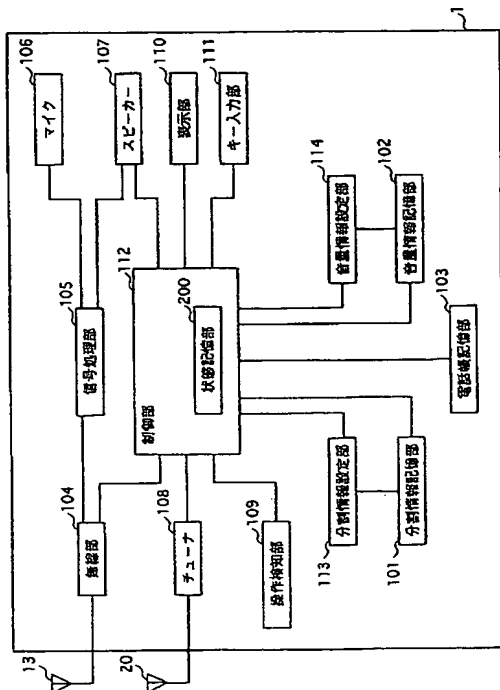 1
13
20
104
無線部
108
チューナ
109
操作検知部
105
信号処理部
112
制御部
200
状態記憶部
106
マイク
107
スピーカー
110
表示部
111
キー入力部
113
分割情報設定部
101
分割情報記憶部
103
電話帳記憶部
114
音量情報設定部
102
音量情報記憶部